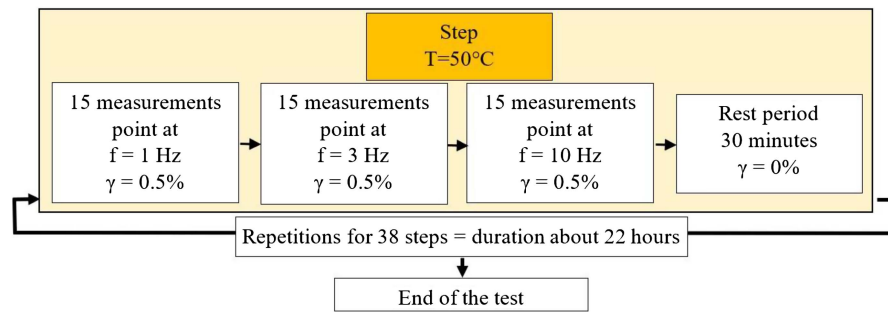 Step
T=50°C
15 measurements
point at
f = 1 Hz
γ = 0.5%
15 measurements
point at
f = 3 Hz
γ = 0.5%
15 measurements
point at
f = 10 Hz
γ = 0.5%
Rest period
30 minutes
γ = 0%
Repetitions for 38 steps = duration about 22 hours
End of the test